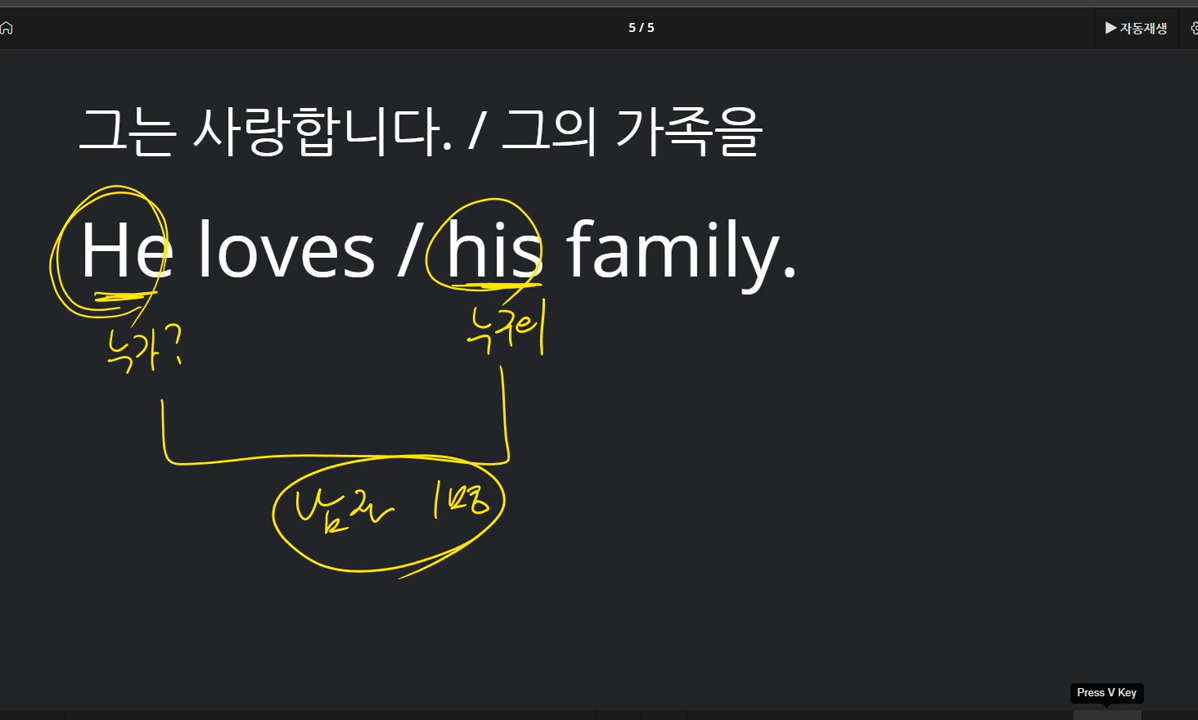 5 / 5
▶ 자동재생
그는 사랑합니다. / 그의 가족을
He loves / his family.
누가?
누구의
남자 1명
Press V Key